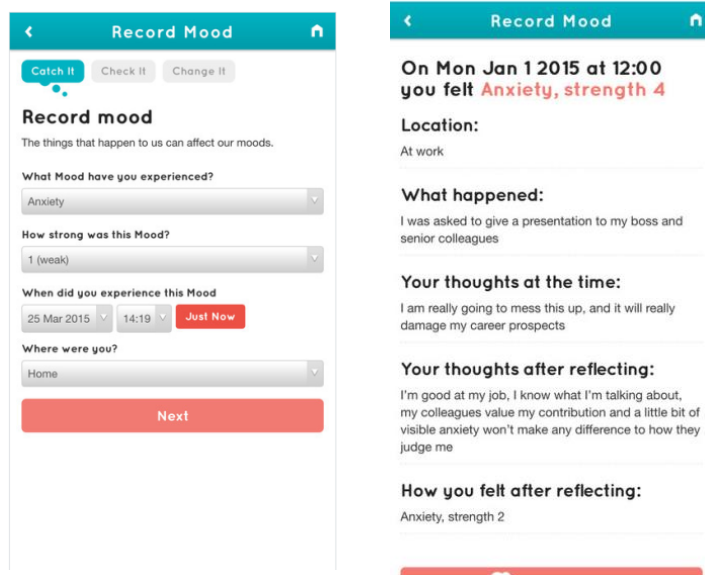 Record Mood
Catch It Check It Change It
Record mood
The things that happen to us can affect our moods.
What Mood have you experienced?
Anxiety
How strong was this Mood?
1 (weak)
When did you experience this Mood
25 Mar 2015 14:19 Just Now
Where were you?
Home
Next
Record Mood
On Mon Jan 1 2015 at 12:00
you felt Anxiety, strength 4
Location:
At work
What happened:
I was asked to give a presentation to my boss and
senior colleagues
Your thoughts at the time:
I am really going to mess this up, and it will really
damage my career prospects
Your thoughts after reflecting:
I'm good at my job, I know what I'm talking about,
my colleagues value my contribution and a little bit of
visible anxiety won't make any difference to how they
judge me
How you felt after reflecting:
Anxiety, strength 2